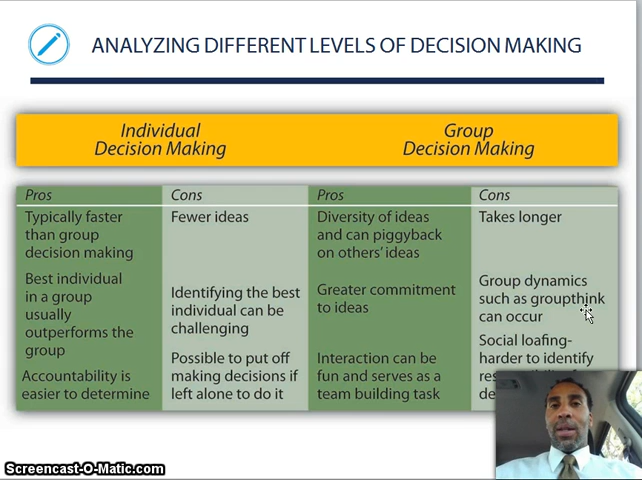 ANALYZING DIFFERENT LEVELS OF DECISION MAKING
Individual
Decision Making
Group
Decision Making
Pros
Typically faster
than group
decision making
Best individual
in a group
usually
outperforms the
group
Accountability is
easier to determine
Cons
Fewer ideas
Identifying the best
individual can be
challenging
Possible to put off
making decisions if
left alone to do it
Pros
Diversity of ideas
and can piggyback
on others' ideas
Greater commitment
to ideas
Interaction can be
fun and serves as a
team building task
Cons
Takes longer
Group dynamics
such as groupthink
can occur
Social loafing-
harder to identify
Screencast-O-Matic.com